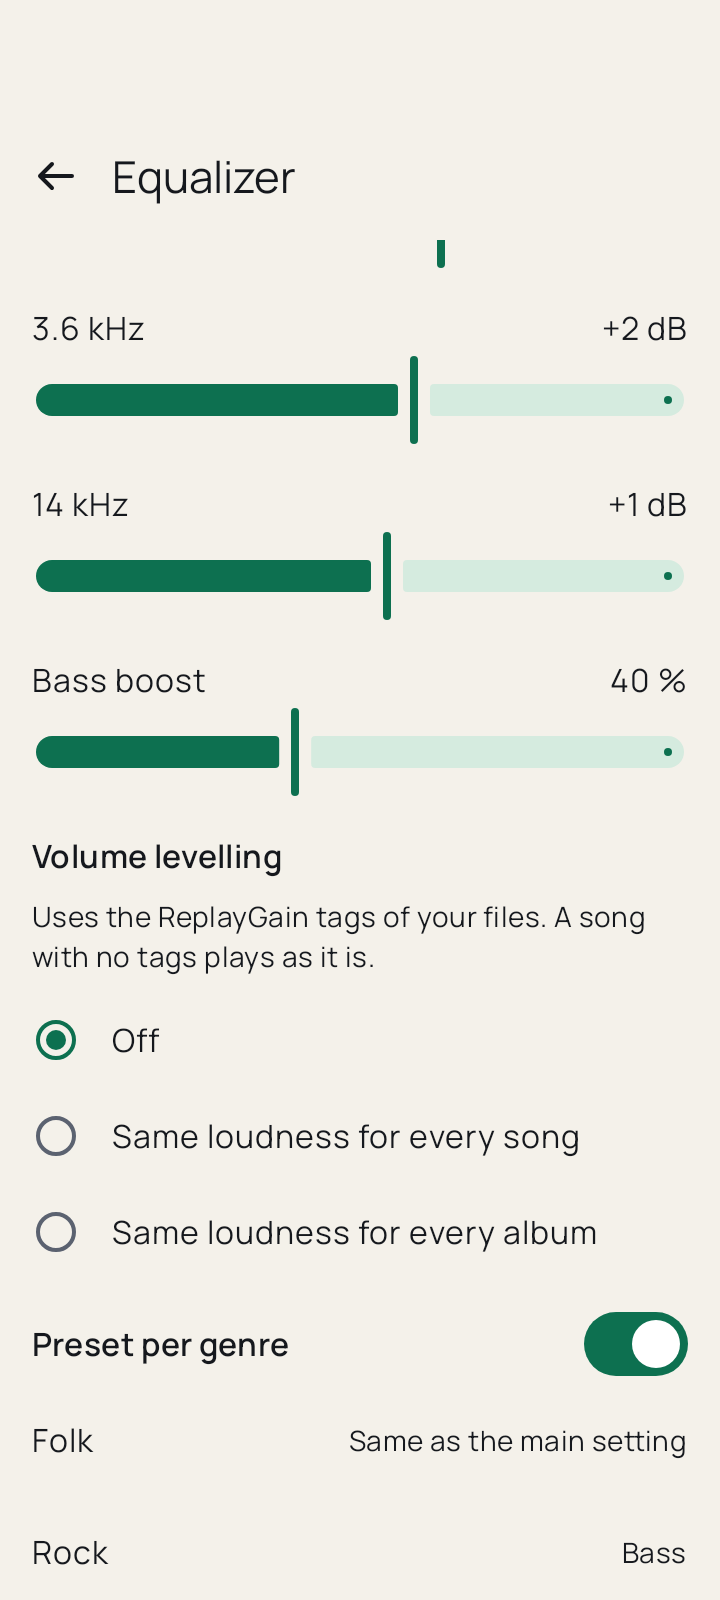 Equalizer
3.6 kHz +2 dB
14 kHz +1 dB
Bass boost 40 %
Volume levelling
Uses the ReplayGain tags of your files. A song
with no tags plays as it is.
Off
Same loudness for every song
Same loudness for every album
Preset per genre
Folk Same as the main setting
Rock Bass